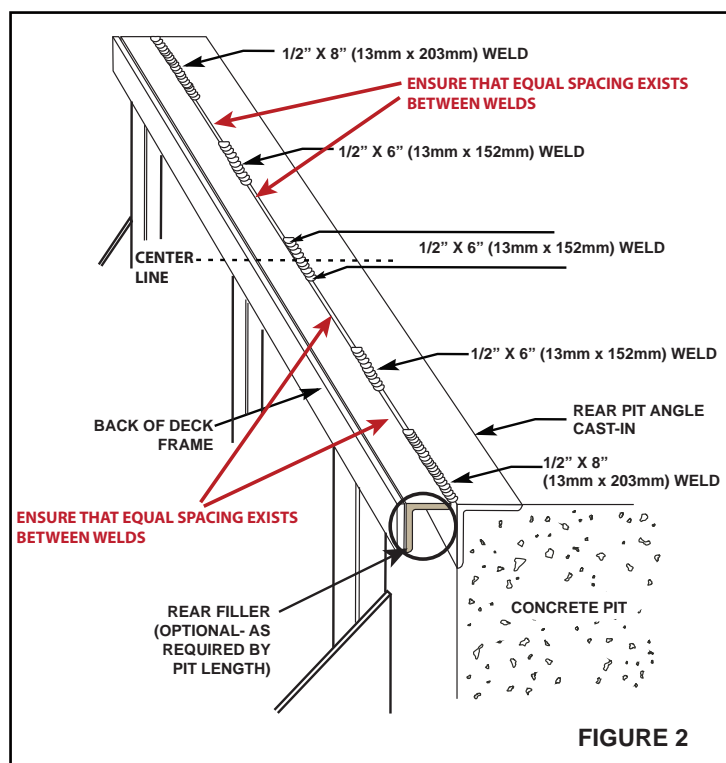 1/2” X 8” (13mm x 203mm) WELD
ENSURE THAT EQUAL SPACING EXISTS
BETWEEN WELDS
1/2” X 6” (13mm x 152mm) WELD
1/2” X 6” (13mm x 152mm) WELD
CENTER
LINE
1/2” X 6” (13mm x 152mm) WELD
REAR PIT ANGLE
CAST-IN
BACK OF DECK
FRAME
1/2” X 8”
(13mm x 203mm) WELD
ENSURE THAT EQUAL SPACING EXISTS
BETWEEN WELDS
REAR FILLER
(OPTIONAL- AS
REQUIRED BY
PIT LENGTH)
CONCRETE PIT
FIGURE 2